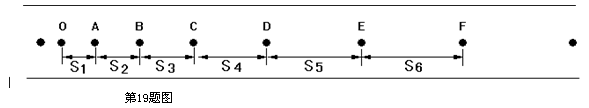 O A B C D E F
S1 S2 S3 S4 S5 S6
第19题图